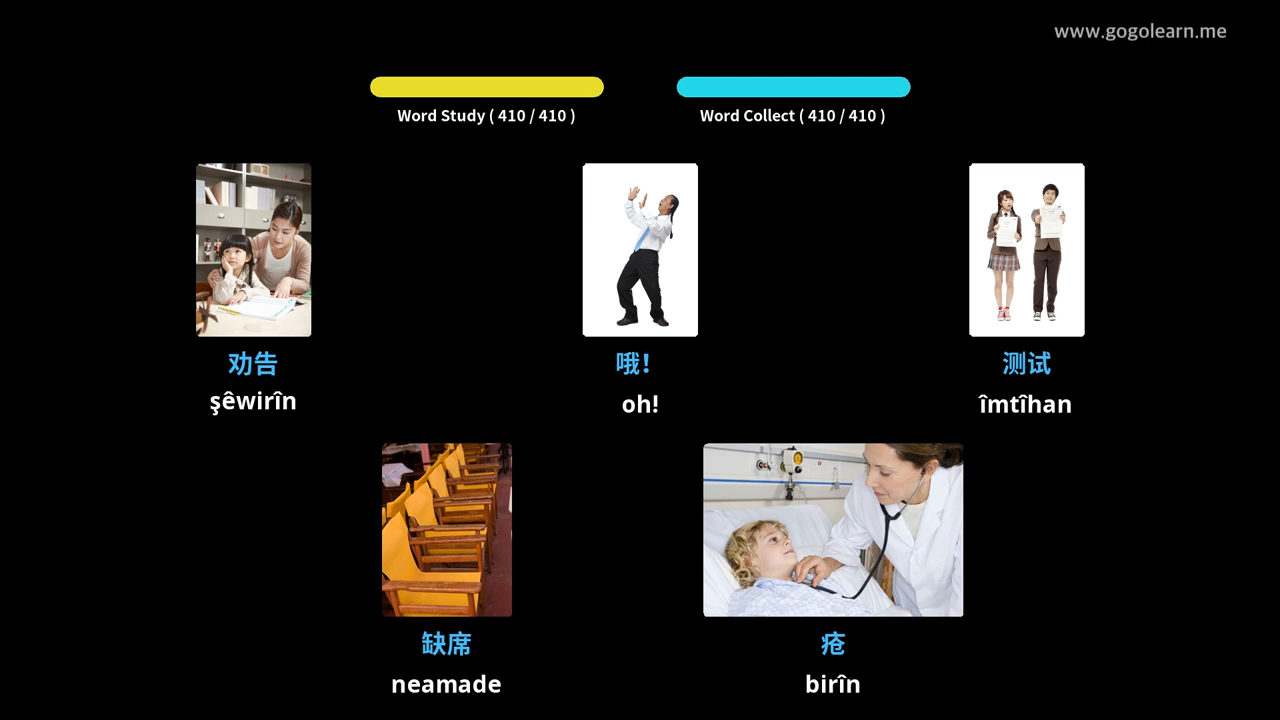 www.gogolearn.me
Word Study ( 410 / 410 )
Word Collect ( 410 / 410 )
劝告
şêwirîn
哦!
oh!
测试
îmtîhan
缺席
neamade
疮
birîn